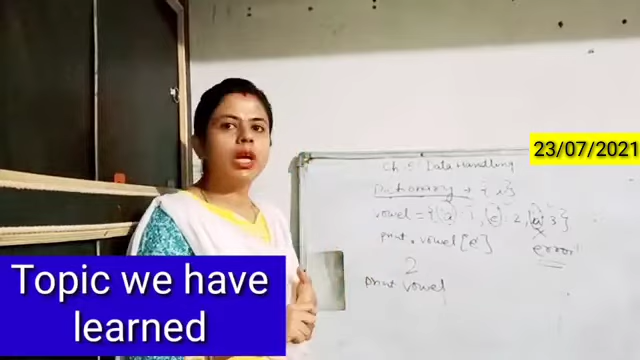 23/07/2021
Ch. 5 Data Handling
Dictionary → { }
vowel = {'a': 1, 'e': 2, 3}
print vowel[e]
error
2
print vowel
Topic we have
learned